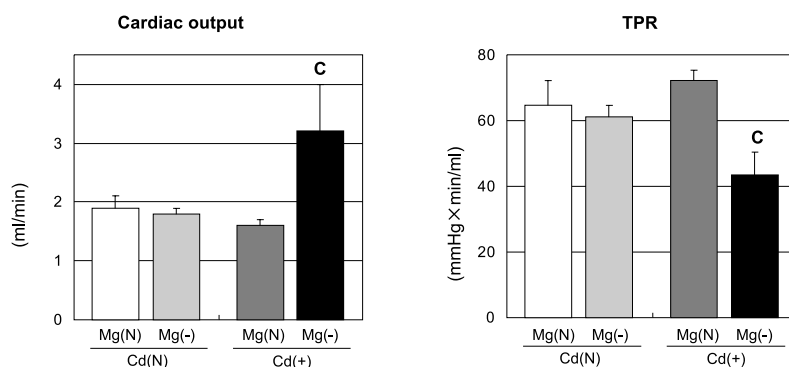 Cardiac output
C
4
3
2
1
0
(ml/min)
Mg(N) Mg(-) Mg(N) Mg(-)
Cd(N) Cd(+)
TPR
80
60
C
40
20
0
(mmHg×min/ml)
Mg(N) Mg(-) Mg(N) Mg(-)
Cd(N) Cd(+)